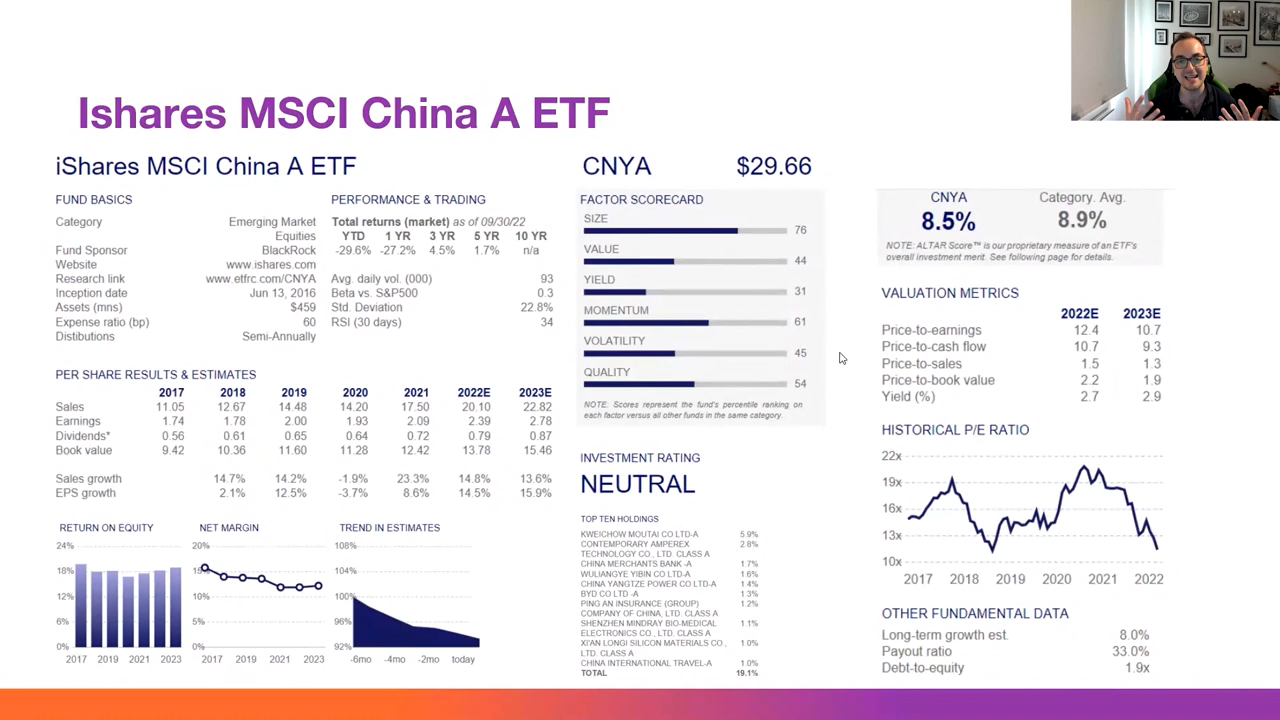 Ishares MSCI China A ETF
iShares MSCI China A ETF
CNYA $29.66
FUND BASICS
Category Emerging Market
Equities
Fund Sponsor BlackRock
Website www.ishares.com
Research link www.etfrc.com/CNYA
Inception date Jun 13, 2016
Assets (mns) $459
Expense ratio (bp) 60
Distibutions Semi-Annually
PERFORMANCE & TRADING
Total returns (market) as of 09/30/22
YTD 1 YR 3 YR 5 YR 10 YR
-29.6% -27.2% 4.5% 1.7% n/a
Avg. daily vol. (000) 93
Beta vs. S&P500 0.3
Std. Deviation 22.8%
RSI (30 days) 34
PER SHARE RESULTS & ESTIMATES
2017 2018 2019 2020 2021 2022E 2023E
Sales 11.05 12.67 14.48 14.20 17.50 20.10 22.82
Earnings 1.74 1.78 2.00 1.93 2.09 2.39 2.78
Dividends* 0.56 0.61 0.65 0.64 0.72 0.79 0.87
Book value 9.42 10.36 11.60 11.28 12.42 13.78 15.46
Sales growth 14.7% 14.2% -1.9% 23.3% 14.8% 13.6%
EPS growth 2.1% 12.5% -3.7% 8.6% 14.5% 15.9%
RETURN ON EQUITY
24%
18%
12%
6%
0%
2017 2019 2021 2023
NET MARGIN
20%
15%
10%
5%
0%
2017 2019 2021 2023
TREND IN ESTIMATES
108%
104%
100%
96%
92%
-6mo -4mo -2mo today
FACTOR SCORECARD
SIZE
76
VALUE
44
YIELD
31
MOMENTUM
61
VOLATILITY
45
QUALITY
54
NOTE: Scores represent the fund's percentile ranking on
each factor versus all other funds in the same category.
INVESTMENT RATING
NEUTRAL
TOP TEN HOLDINGS
KWEICHOW MOUTAI CO LTD-A 5.9%
CONTEMPORARY AMPEREX 2.8%
TECHNOLOGY CO., LTD. CLASS A
CHINA MERCHANTS BANK -A 1.7%
WULIANGYE YIBIN CO LTD-A 1.6%
CHINA YANGTZE POWER CO LTD-A 1.4%
BYD CO LTD -A 1.3%
PING AN INSURANCE (GROUP) 1.2%
COMPANY OF CHINA, LTD. CLASS A
SHENZHEN MINDRAY BIO-MEDICAL 1.1%
ELECTRONICS CO., LTD. CLASS A
XI'AN LONGI SILICON MATERIALS CO., 1.0%
LTD. CLASS A
CHINA INTERNATIONAL TRAVEL-A 1.0%
TOTAL 19.1%
CNYA Category. Avg.
8.5% 8.9%
NOTE: ALTAR Score™ is our proprietary measure of an ETF's
overall investment merit. See following page for details.
VALUATION METRICS
2022E 2023E
Price-to-earnings 12.4 10.7
Price-to-cash flow 10.7 9.3
Price-to-sales 1.5 1.3
Price-to-book value 2.2 1.9
Yield (%) 2.7 2.9
HISTORICAL P/E RATIO
22x
19x
16x
13x
10x
2017 2018 2019 2020 2021 2022
OTHER FUNDAMENTAL DATA
Long-term growth est. 8.0%
Payout ratio 33.0%
Debt-to-equity 1.9x